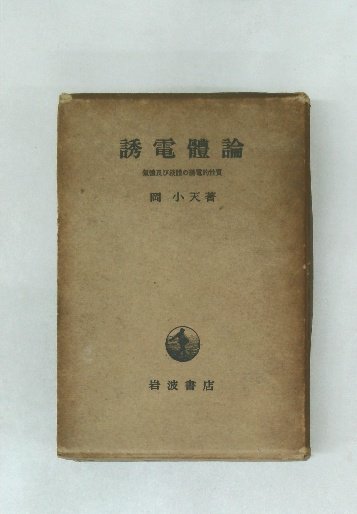 誘電體論
氣體及び液體の誘電的性質
岡 小天著
岩波書店